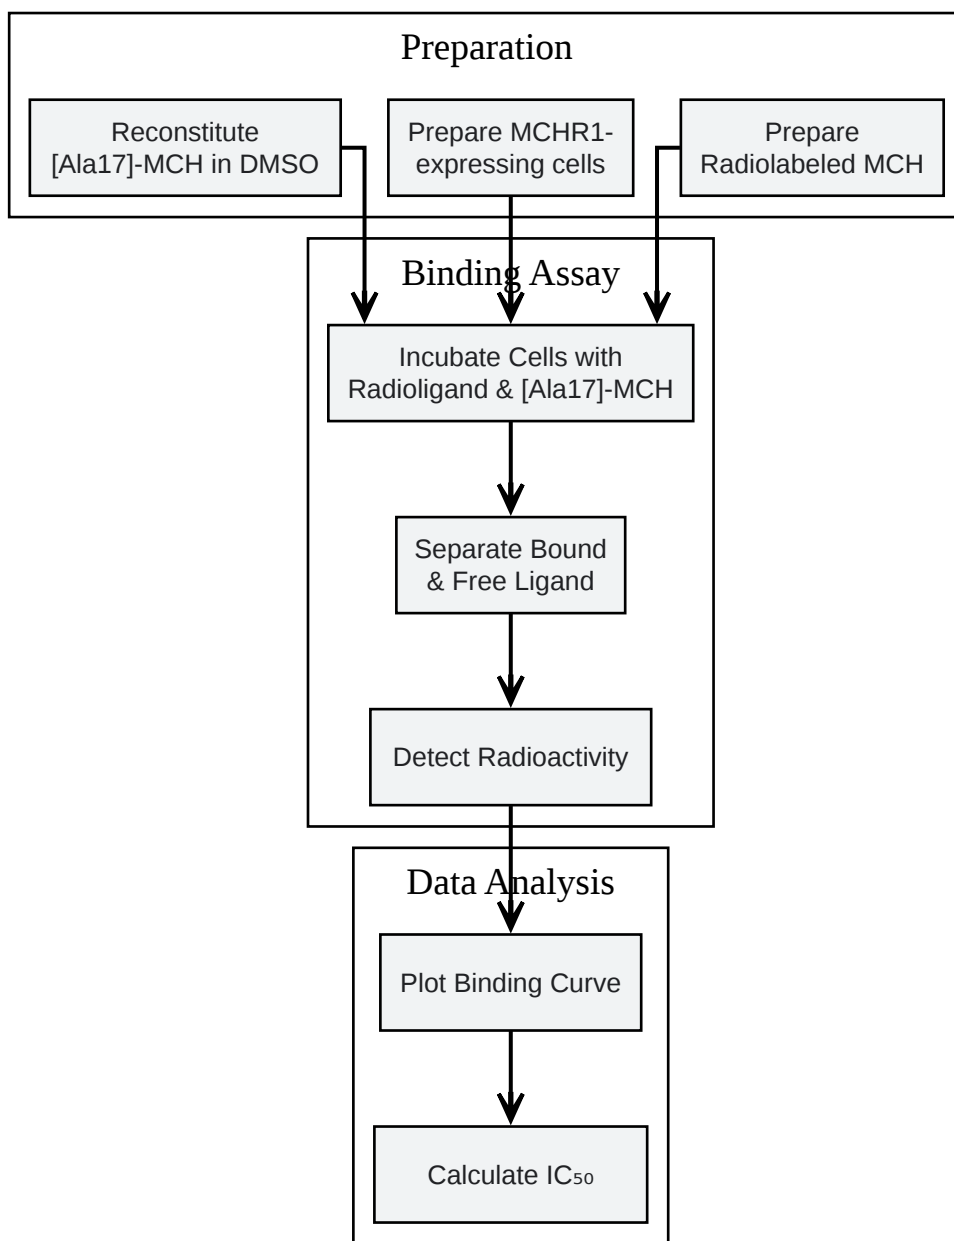 Preparation
Reconstitute
[Ala17]-MCH in DMSO
Prepare MCHR1-
expressing cells
Prepare
Radiolabeled MCH
Binding Assay
Incubate Cells with
Radioligand & [Ala17]-MCH
Separate Bound
& Free Ligand
Detect Radioactivity
Data Analysis
Plot Binding Curve
Calculate IC₅₀